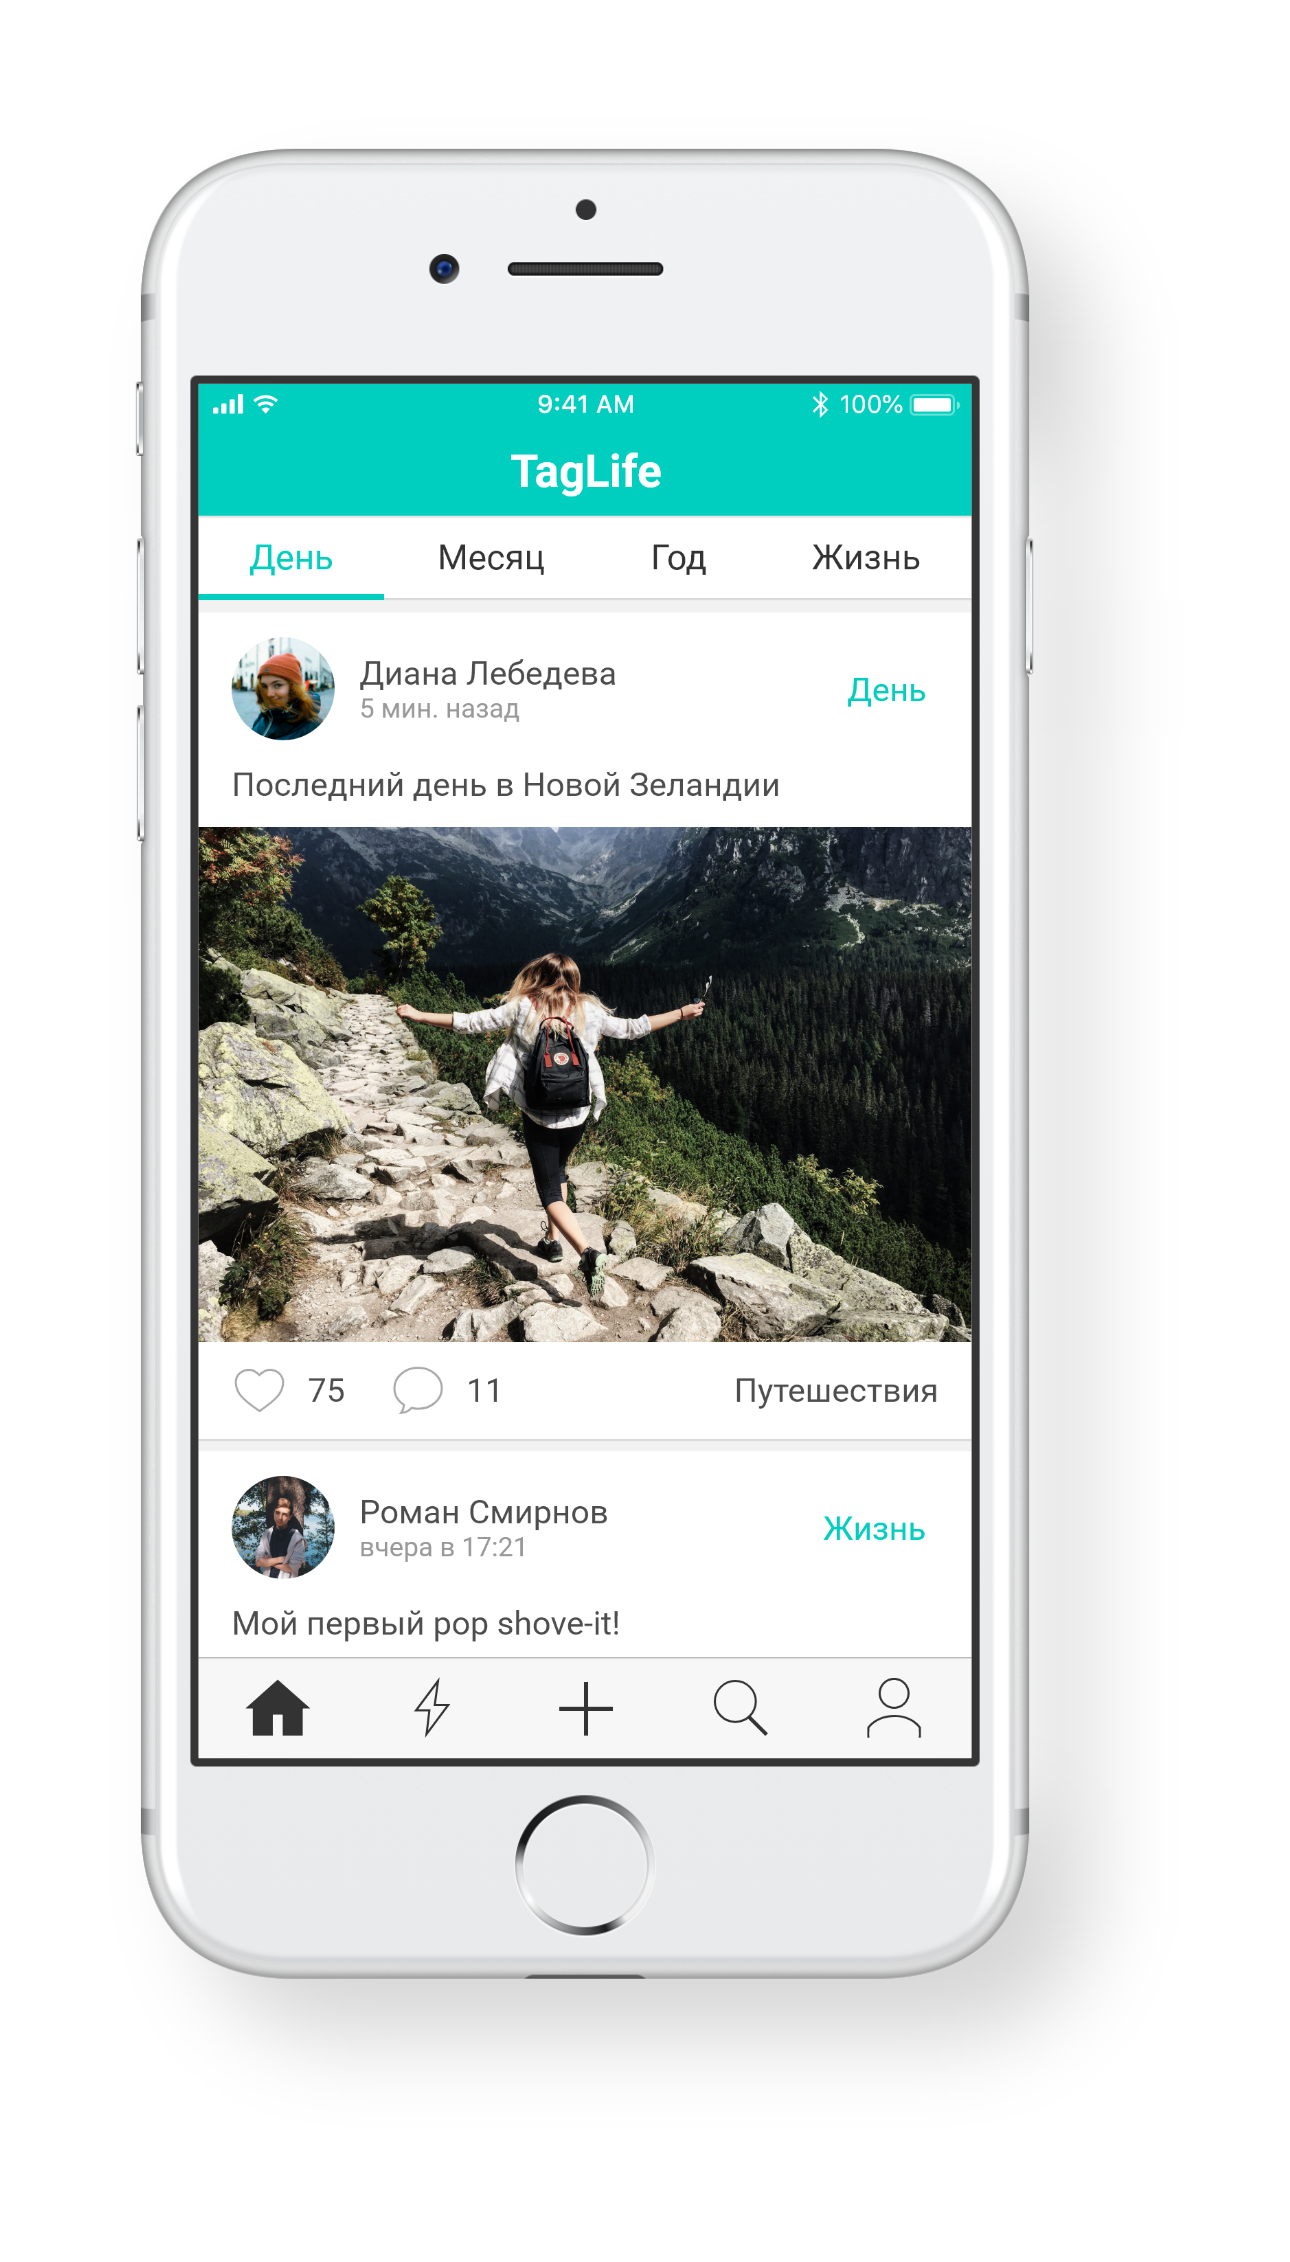 9:41 AM 100%
TagLife
День Месяц Год Жизнь
Диана Лебедева
5 мин. назад
День
Последний день в Новой Зеландии
75 11 Путешествия
Роман Смирнов
вчера в 17:21
Жизнь
Мой первый pop shove-it!